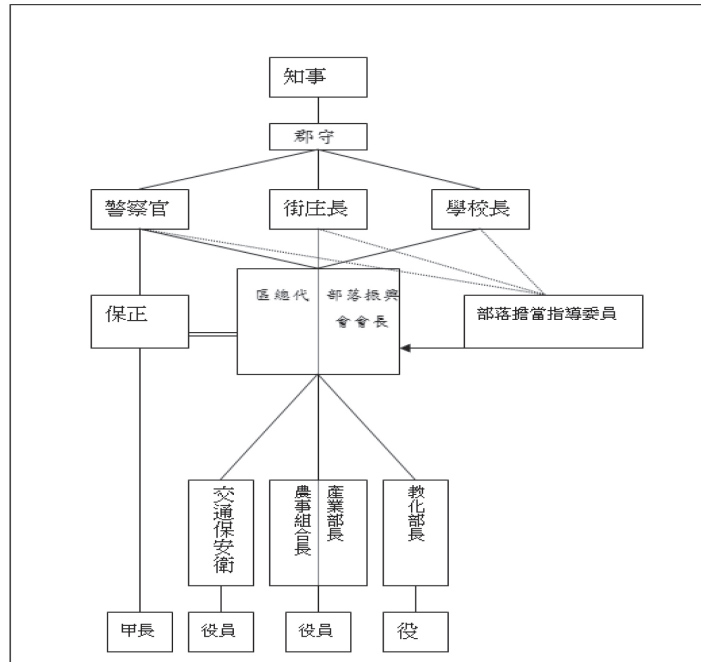 知事
郡守
警察官
街庄長
學校長
保正
區總代
部落振興
會會長
部落擔當指導委員
交通保安衛
農事組合長
產業部長
教化部長
甲長
役員
役員
役